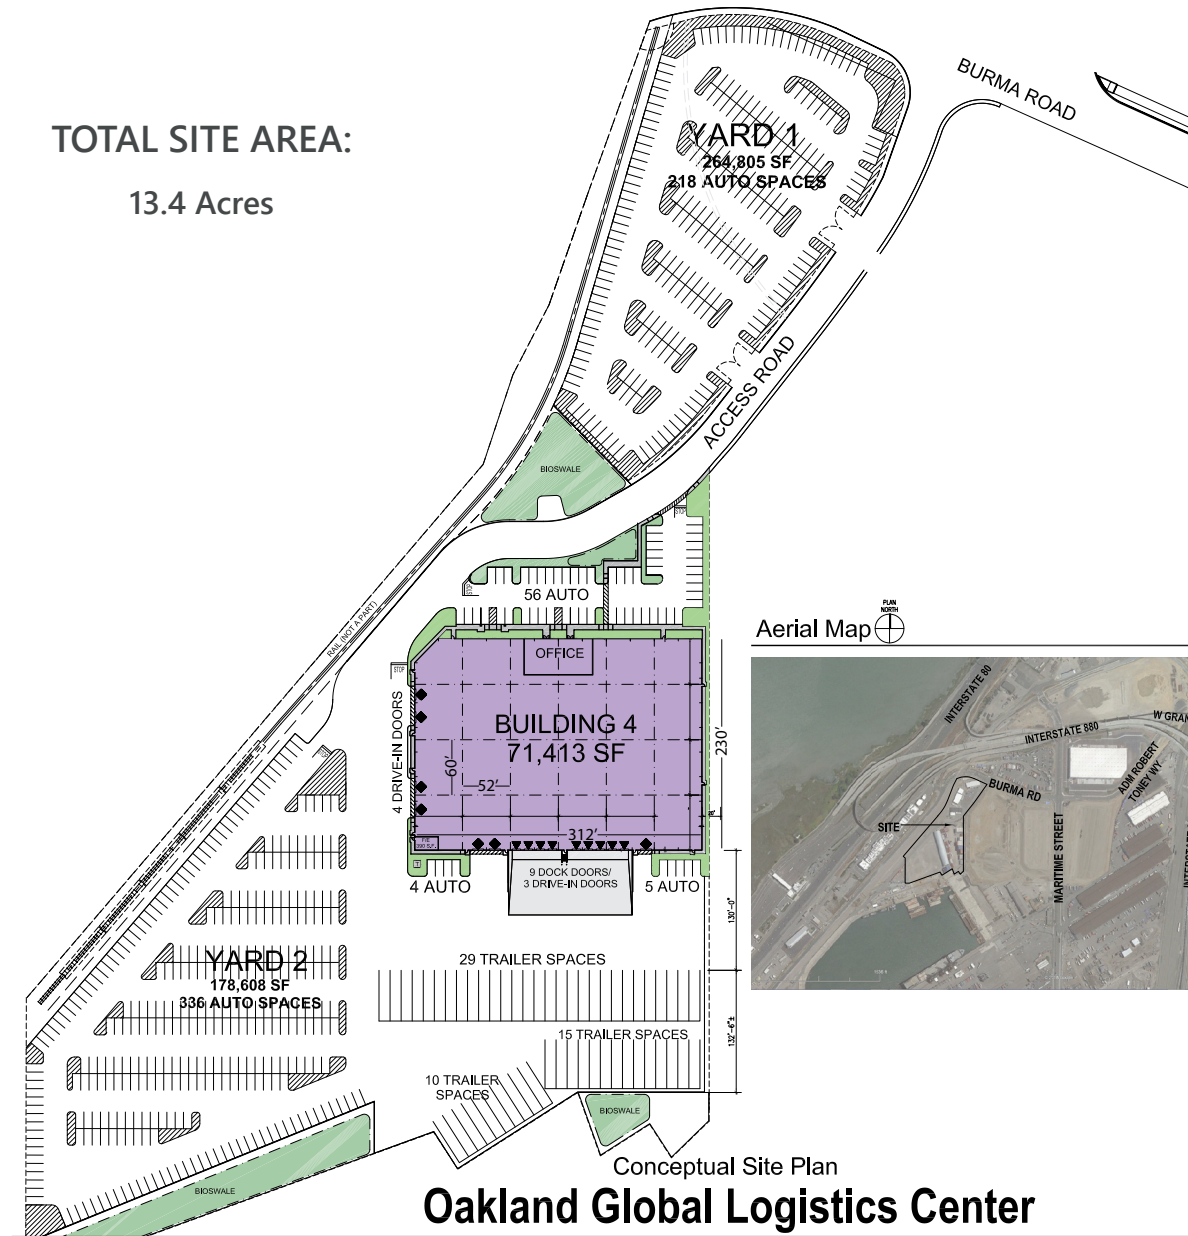 TOTAL SITE AREA:
13.4 Acres
BURMA ROAD
YARD 1
264,805 SF
218 AUTO SPACES
ACCESS ROAD
BIOSWALE
STOP
STOP
56 AUTO
RAIL (NOT A PART)
STOP
OFFICE
4 DRIVE-IN DOORS
BUILDING 4
71,413 SF
60'
52'
230'
312'
9 DOCK DOORS/
3 DRIVE-IN DOORS
4 AUTO
5 AUTO
130'-0"
YARD 2
178,608 SF
336 AUTO SPACES
29 TRAILER SPACES
15 TRAILER SPACES
132'-6"±
10 TRAILER
SPACES
BIOSWALE
BIOSWALE
PLAN
NORTH
Aerial Map
INTERSTATE 80
INTERSTATE 880
W GRAN
BURMA RD
ADM ROBERT
TONEY WY
SITE
MARITIME STREET
INTERSTATE
Conceptual Site Plan
Oakland Global Logistics Center